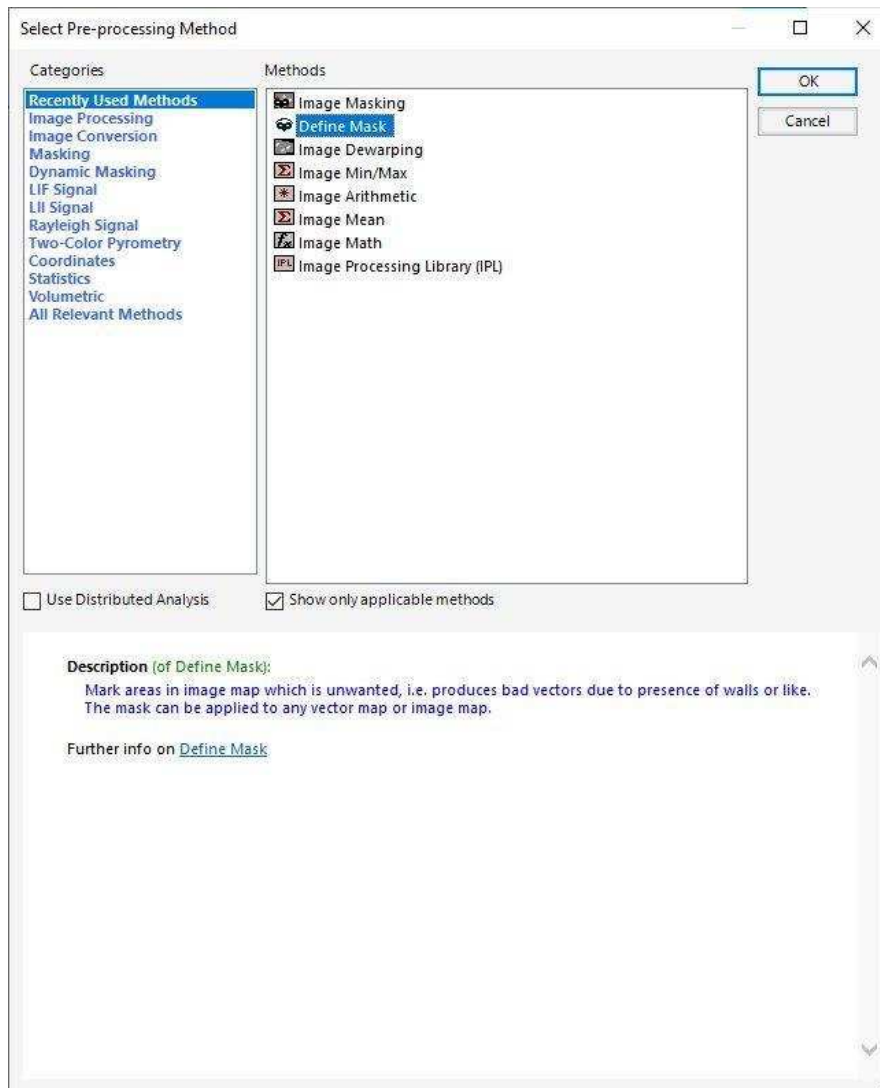 Select Pre-processing Method
Categories
Recently Used Methods
Image Processing
Image Conversion
Masking
Dynamic Masking
LIF Signal
LII Signal
Rayleigh Signal
Two-Color Pyrometry
Coordinates
Statistics
Volumetric
All Relevant Methods
Methods
Image Masking
Define Mask
Image Dewarping
Σ Image Min/Max
* Image Arithmetic
Σ Image Mean
fx Image Math
IPL Image Processing Library (IPL)
OK
Cancel
Use Distributed Analysis
Show only applicable methods
Description (of Define Mask):
Mark areas in image map which is unwanted, i.e. produces bad vectors due to presence of walls or like.
The mask can be applied to any vector map or image map.
Further info on Define Mask